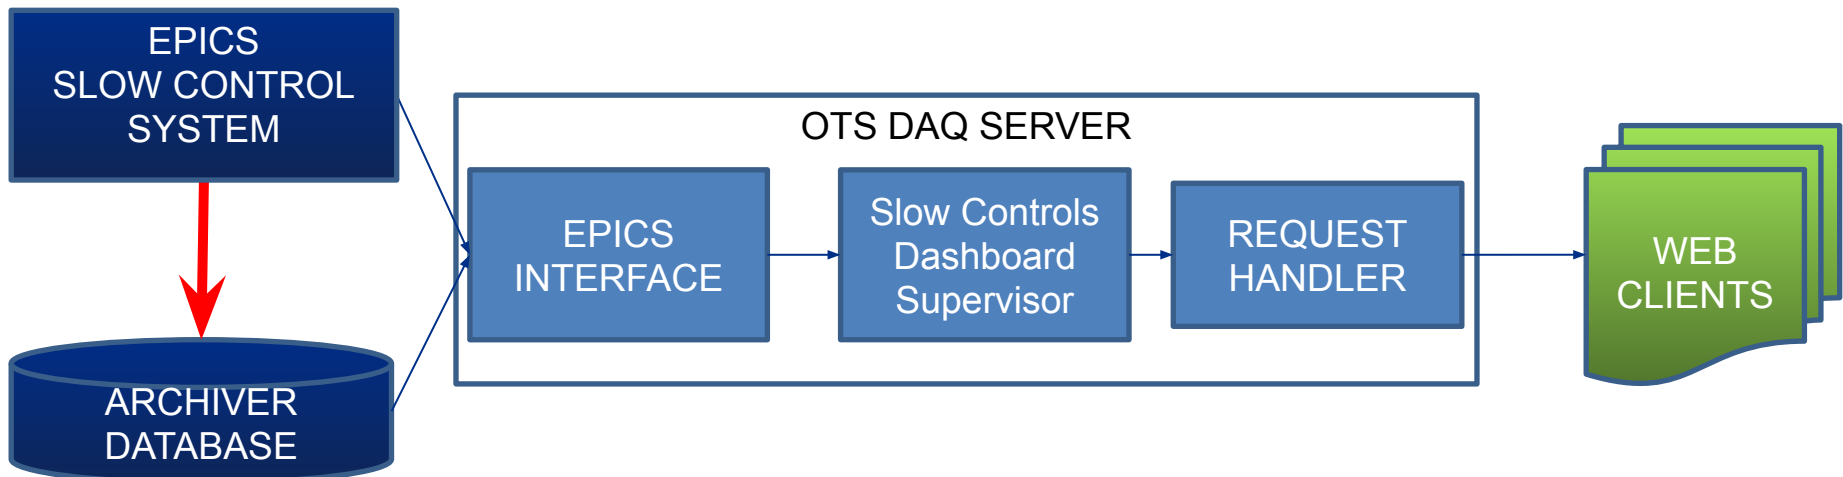 EPICS
SLOW CONTROL
SYSTEM
ARCHIVER
DATABASE
OTS DAQ SERVER
EPICS
INTERFACE
Slow Controls
Dashboard
Supervisor
REQUEST
HANDLER
WEB
CLIENTS